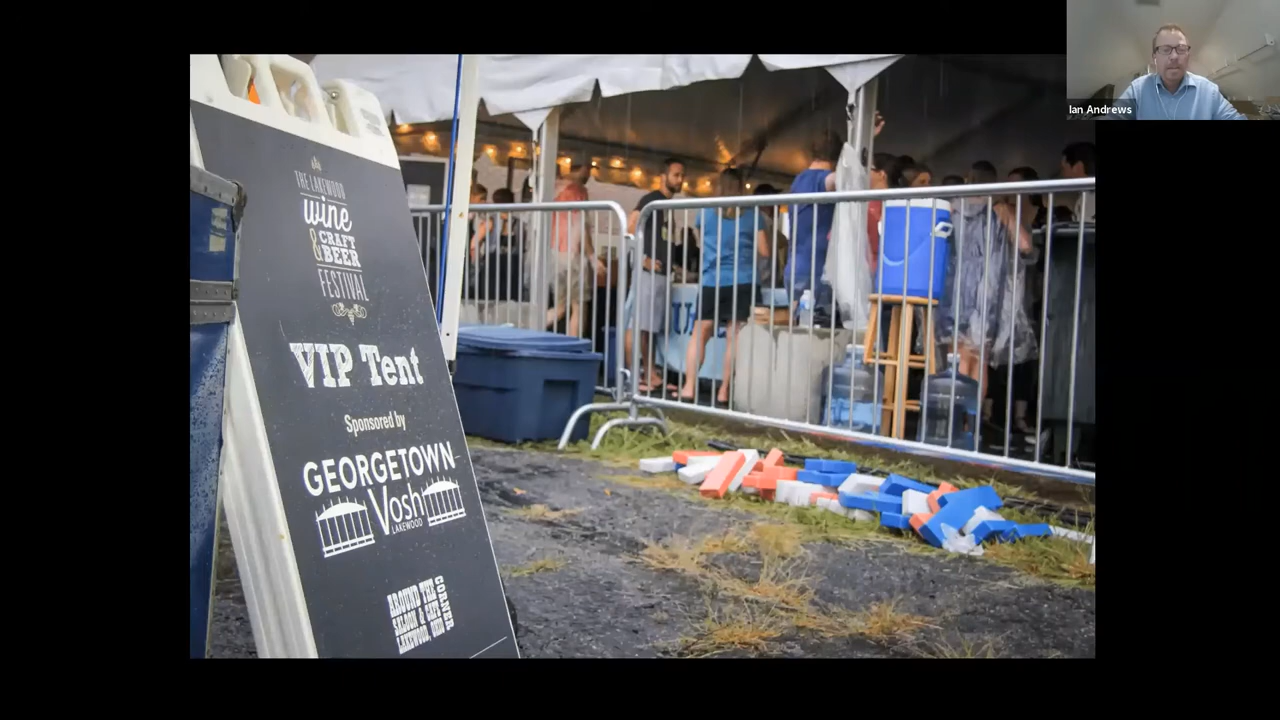 Ian Andrews
THE LAKEWOOD
wine
& CRAFT
BEER
FESTIVAL
VIP Tent
Sponsored by
GEORGETOWN
Vosh
LAKEWOOD
AROUND THE
CORNER
SALOON & CAFE
LAKEWOOD, OHIO